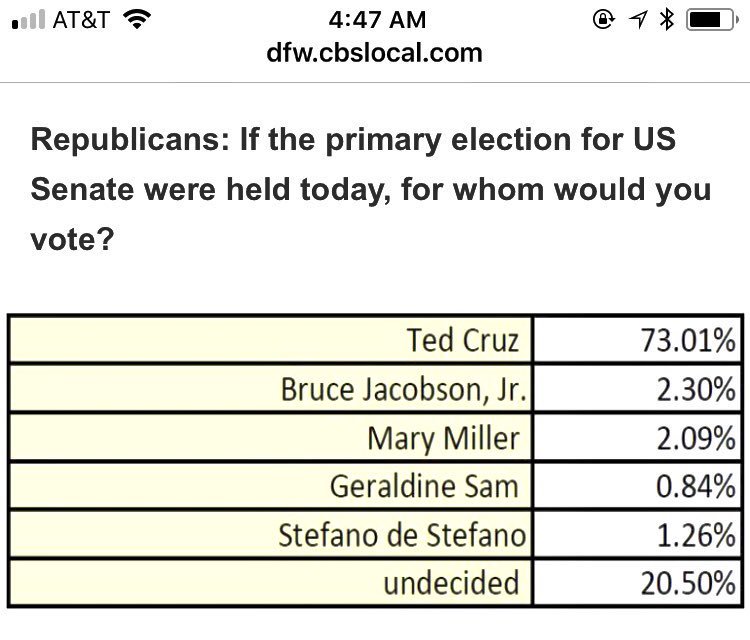 AT&T 4:47 AM
dfw.cbslocal.com
Republicans: If the primary election for US
Senate were held today, for whom would you
vote?
Ted Cruz 73.01%
Bruce Jacobson, Jr. 2.30%
Mary Miller 2.09%
Geraldine Sam 0.84%
Stefano de Stefano 1.26%
undecided 20.50%